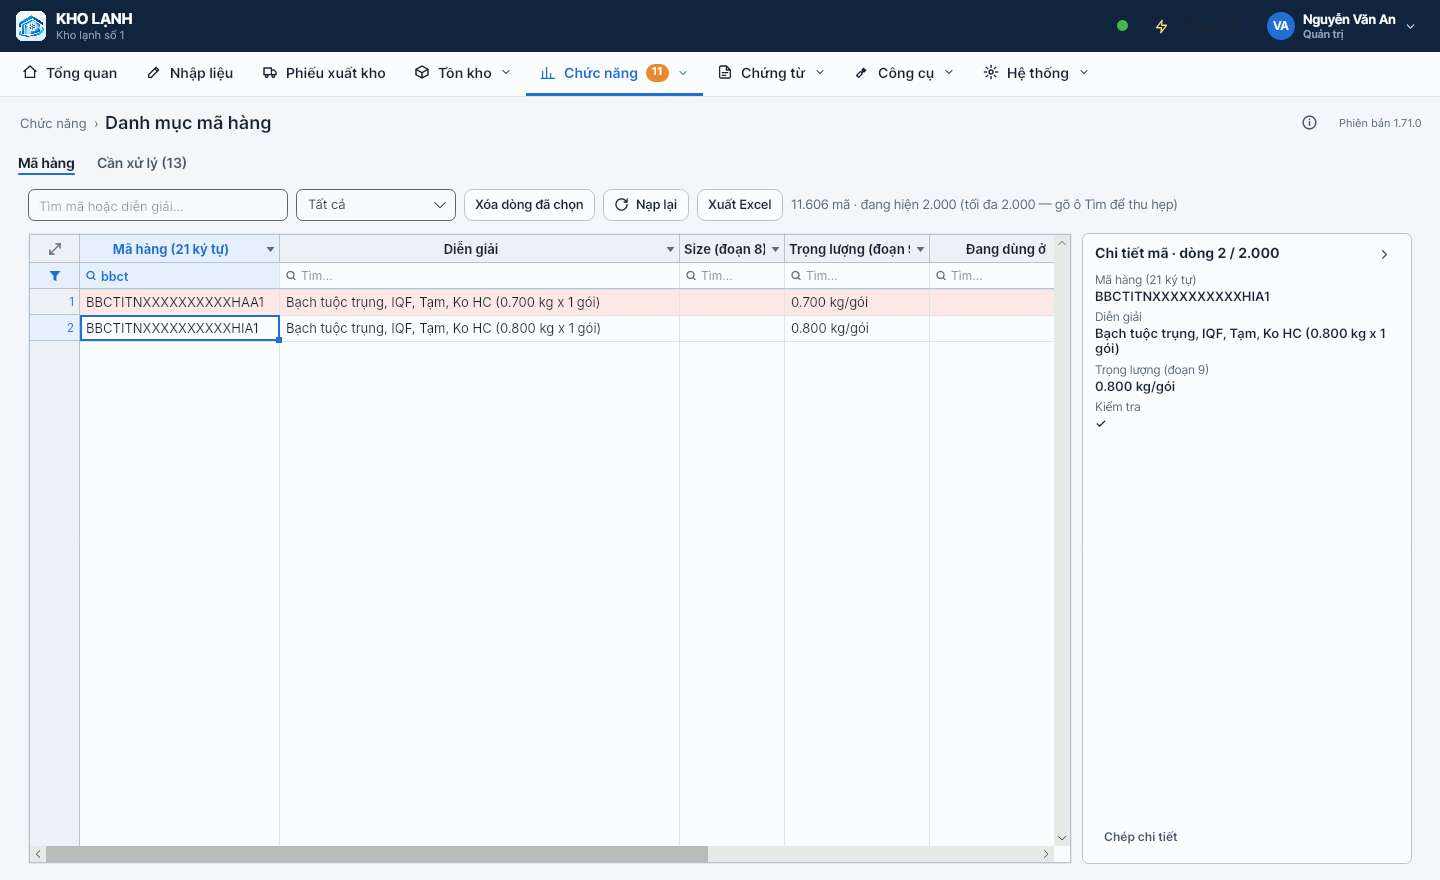 KHO LẠNH
Kho lạnh số 1
VA
Nguyễn Văn An
Quản trị
Tổng quan
Nhập liệu
Phiếu xuất kho
Tồn kho
Chức năng 11
Chứng từ
Công cụ
Hệ thống
Chức năng › Danh mục mã hàng
Phiên bản 1.71.0
Mã hàng
Cần xử lý (13)
Tìm mã hoặc diễn giải...
Tất cả
Xóa dòng đã chọn
Nạp lại
Xuất Excel
11.606 mã · đang hiện 2.000 (tối đa 2.000 — gõ ô Tìm để thu hẹp)
Mã hàng (21 ký tự)
Diễn giải
Size (đoạn 8)
Trọng lượng (đoạn 9
Đang dùng ở
bbct
Tìm...
Tìm...
Tìm...
Tìm...
1 BBCTITNXXXXXXXXXXHAA1 Bạch tuộc trụng, IQF, Tạm, Ko HC (0.700 kg x 1 gói) 0.700 kg/gói
2 BBCTITNXXXXXXXXXXHIA1 Bạch tuộc trụng, IQF, Tạm, Ko HC (0.800 kg x 1 gói) 0.800 kg/gói
Chi tiết mã · dòng 2 / 2.000
Mã hàng (21 ký tự)
BBCTITNXXXXXXXXXXHIA1
Diễn giải
Bạch tuộc trụng, IQF, Tạm, Ko HC (0.800 kg x 1
gói)
Trọng lượng (đoạn 9)
0.800 kg/gói
Kiểm tra
✓
Chép chi tiết